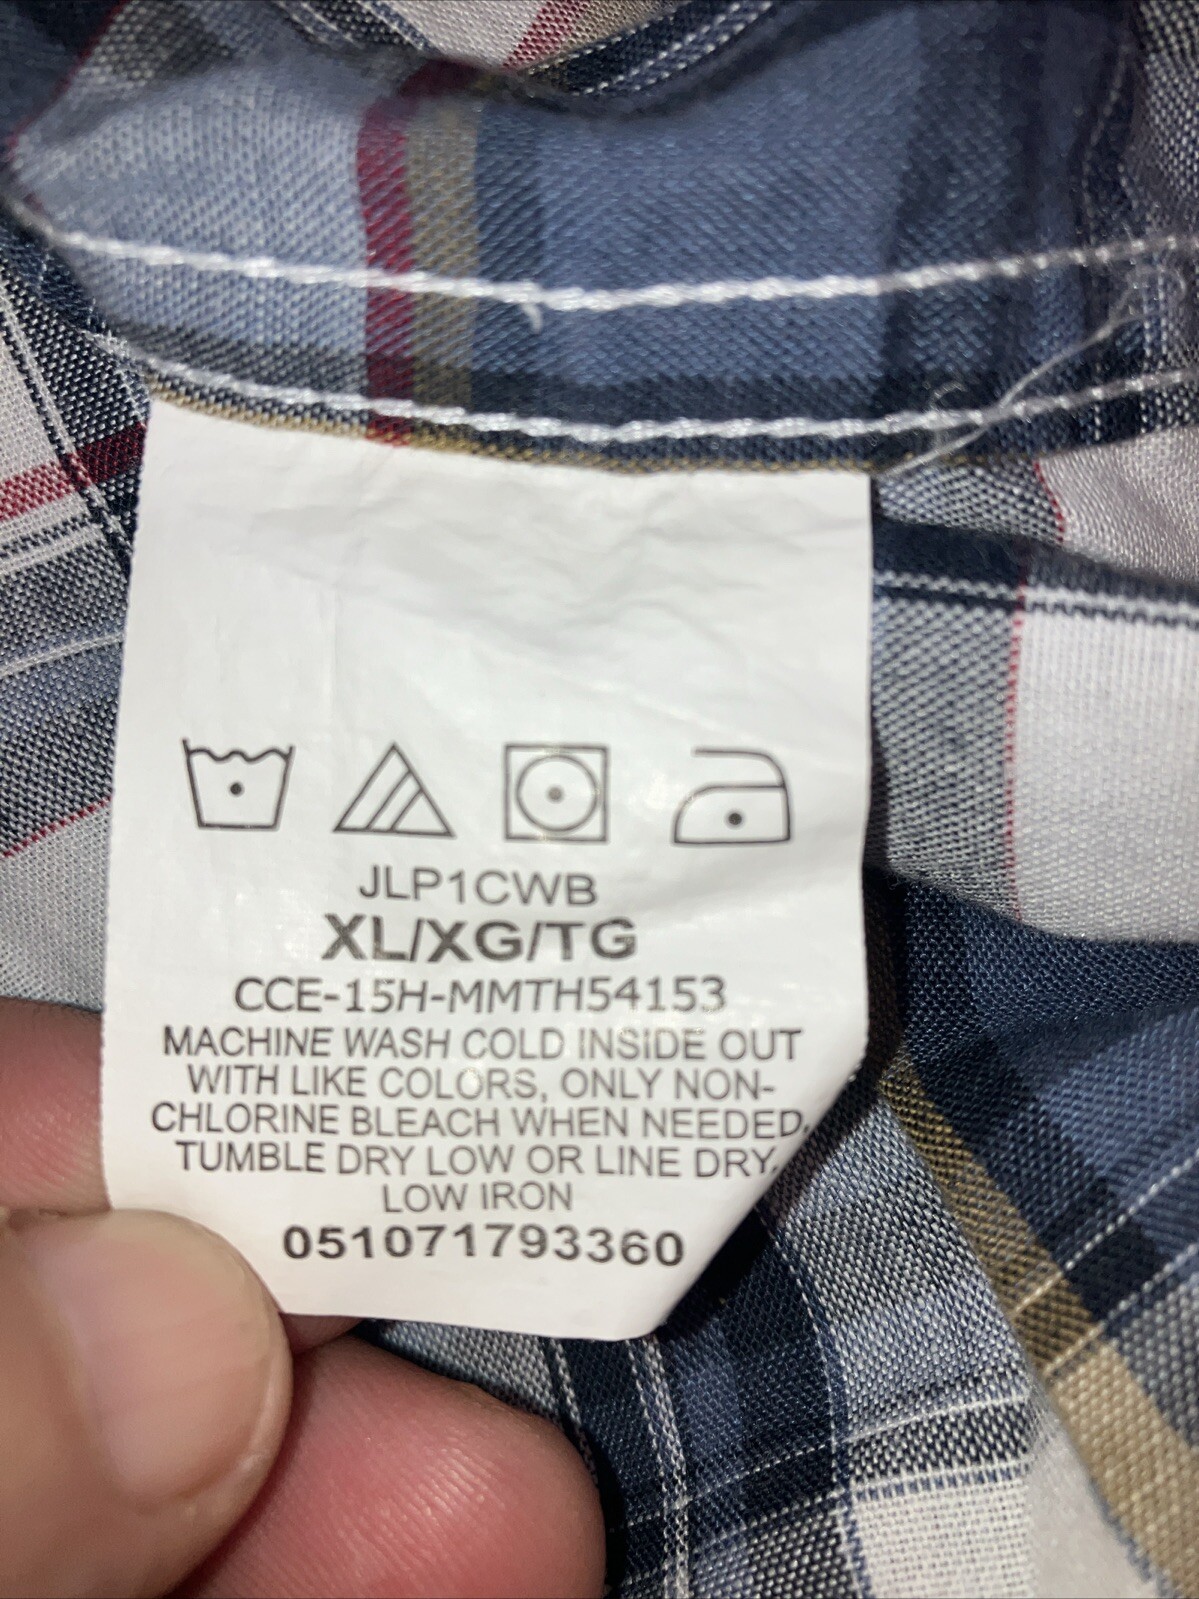 JLP1CWB
XL/XG/TG
CCE-15H-MMTH54153
MACHINE WASH COLD INSIDE OUT
WITH LIKE COLORS, ONLY NON-
CHLORINE BLEACH WHEN NEEDED,
TUMBLE DRY LOW OR LINE DRY,
LOW IRON
051071793360